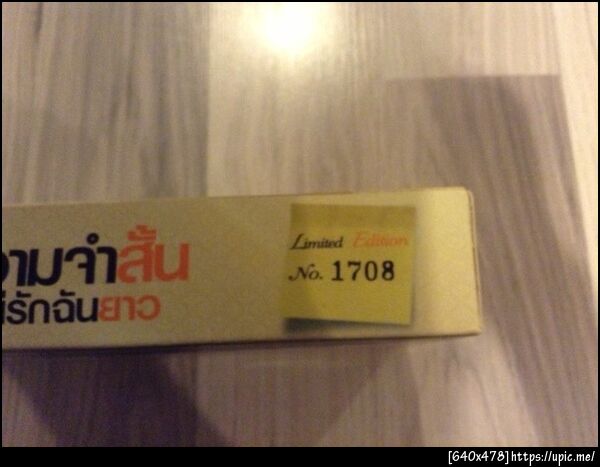 ามจำสั้น
รักฉันยาว
Limited Edition
No. 1708
[640x478]https://upic.me/